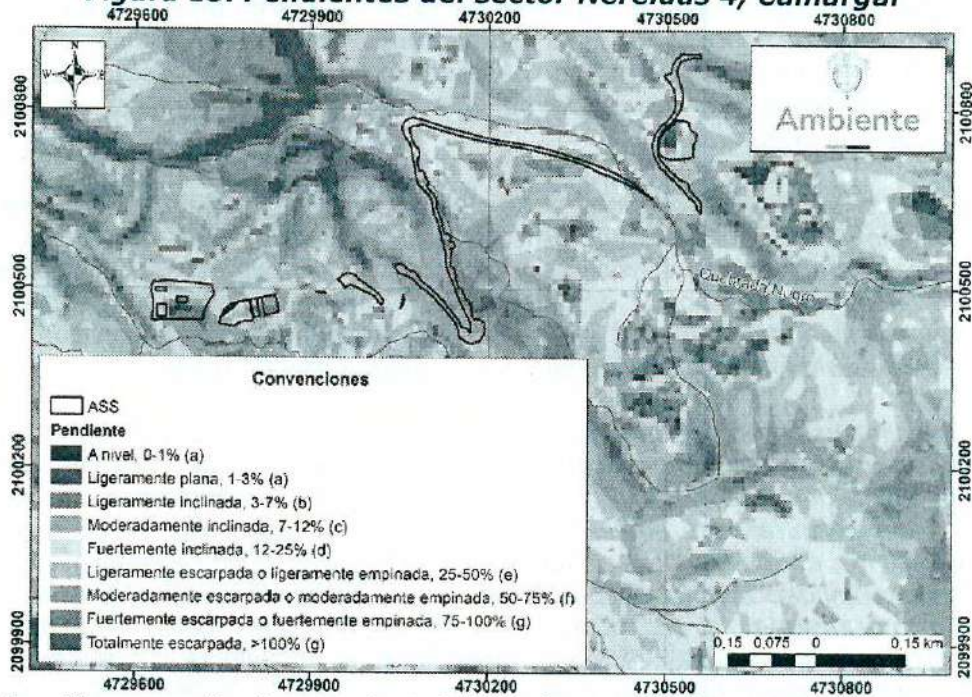 4729600 4729900 4730200 4730500 4730800
N
W E
S
Ambiente
2100800 2100800
2100500 2100500
2100200 2100200
2099900 2099900
Quebrada Negro
Convenciones
ASS
Pendiente
A nivel, 0-1% (a)
Ligeramente plana, 1-3% (a)
Ligeramente inclinada, 3-7% (b)
Moderadamente inclinada, 7-12% (c)
Fuertemente inclinada, 12-25% (d)
Ligeramente escarpada o ligeramente empinada, 25-50% (e)
Moderadamente escarpada o moderadamente empinada, 50-75% (f)
Fuertemente escarpada o fuertemente empinada, 75-100% (g)
Totalmente escarpada, >100% (g)
0,15 0,075 0 0,15 km
4729600 4729900 4730200 4730500 4730800